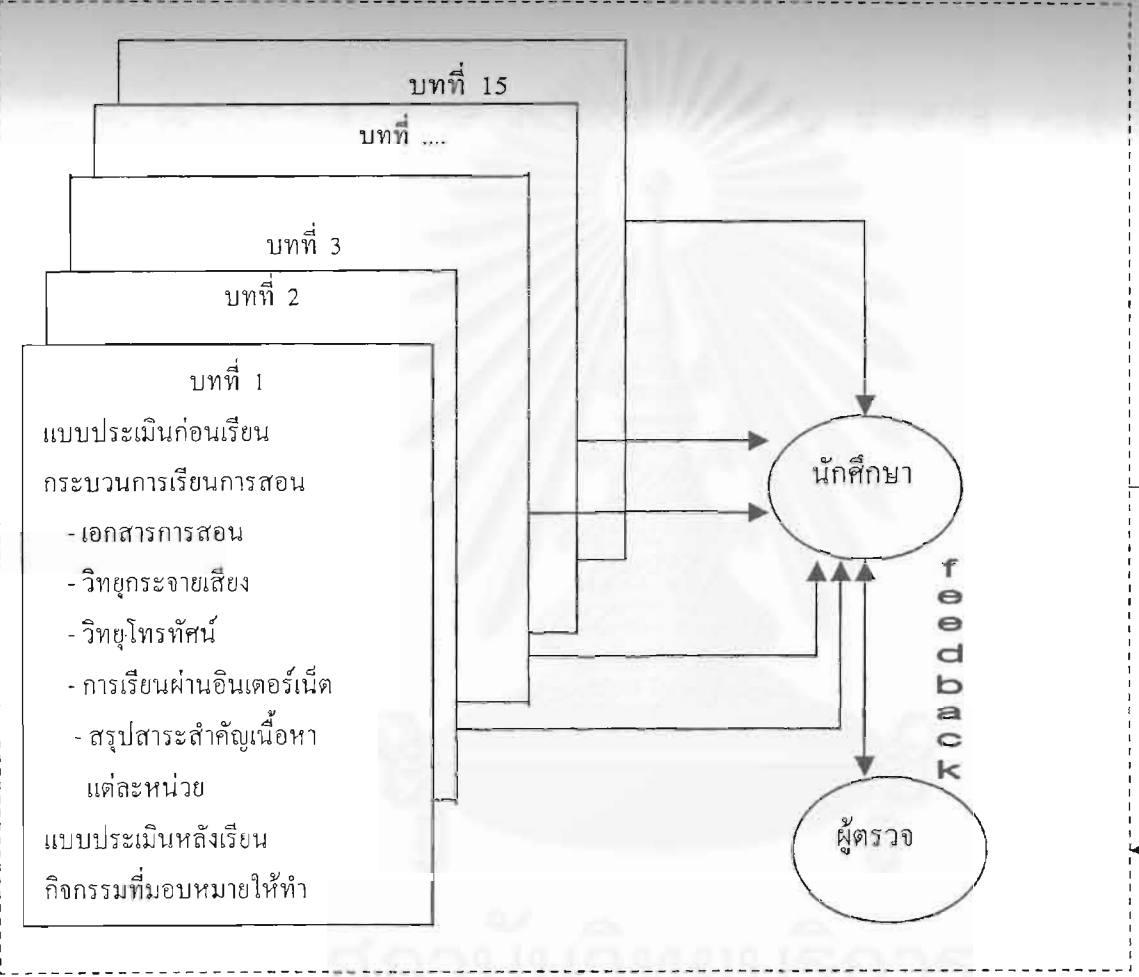 บทที่ 15
บทที่ ....
บทที่ 3
บทที่ 2
บทที่ 1
แบบประเมินก่อนเรียน
กระบวนการเรียนการสอน
- เอกสารการสอน
- วิทยุกระจายเสียง
- วิทยุโทรทัศน์
- การเรียนผ่านอินเตอร์เน็ต
- สรุปสาระสำคัญเนื้อหา
แต่ละหน่วย
แบบประเมินหลังเรียน
กิจกรรมที่มอบหมายให้ทำ
นักศึกษา
feedback
ผู้ตรวจ